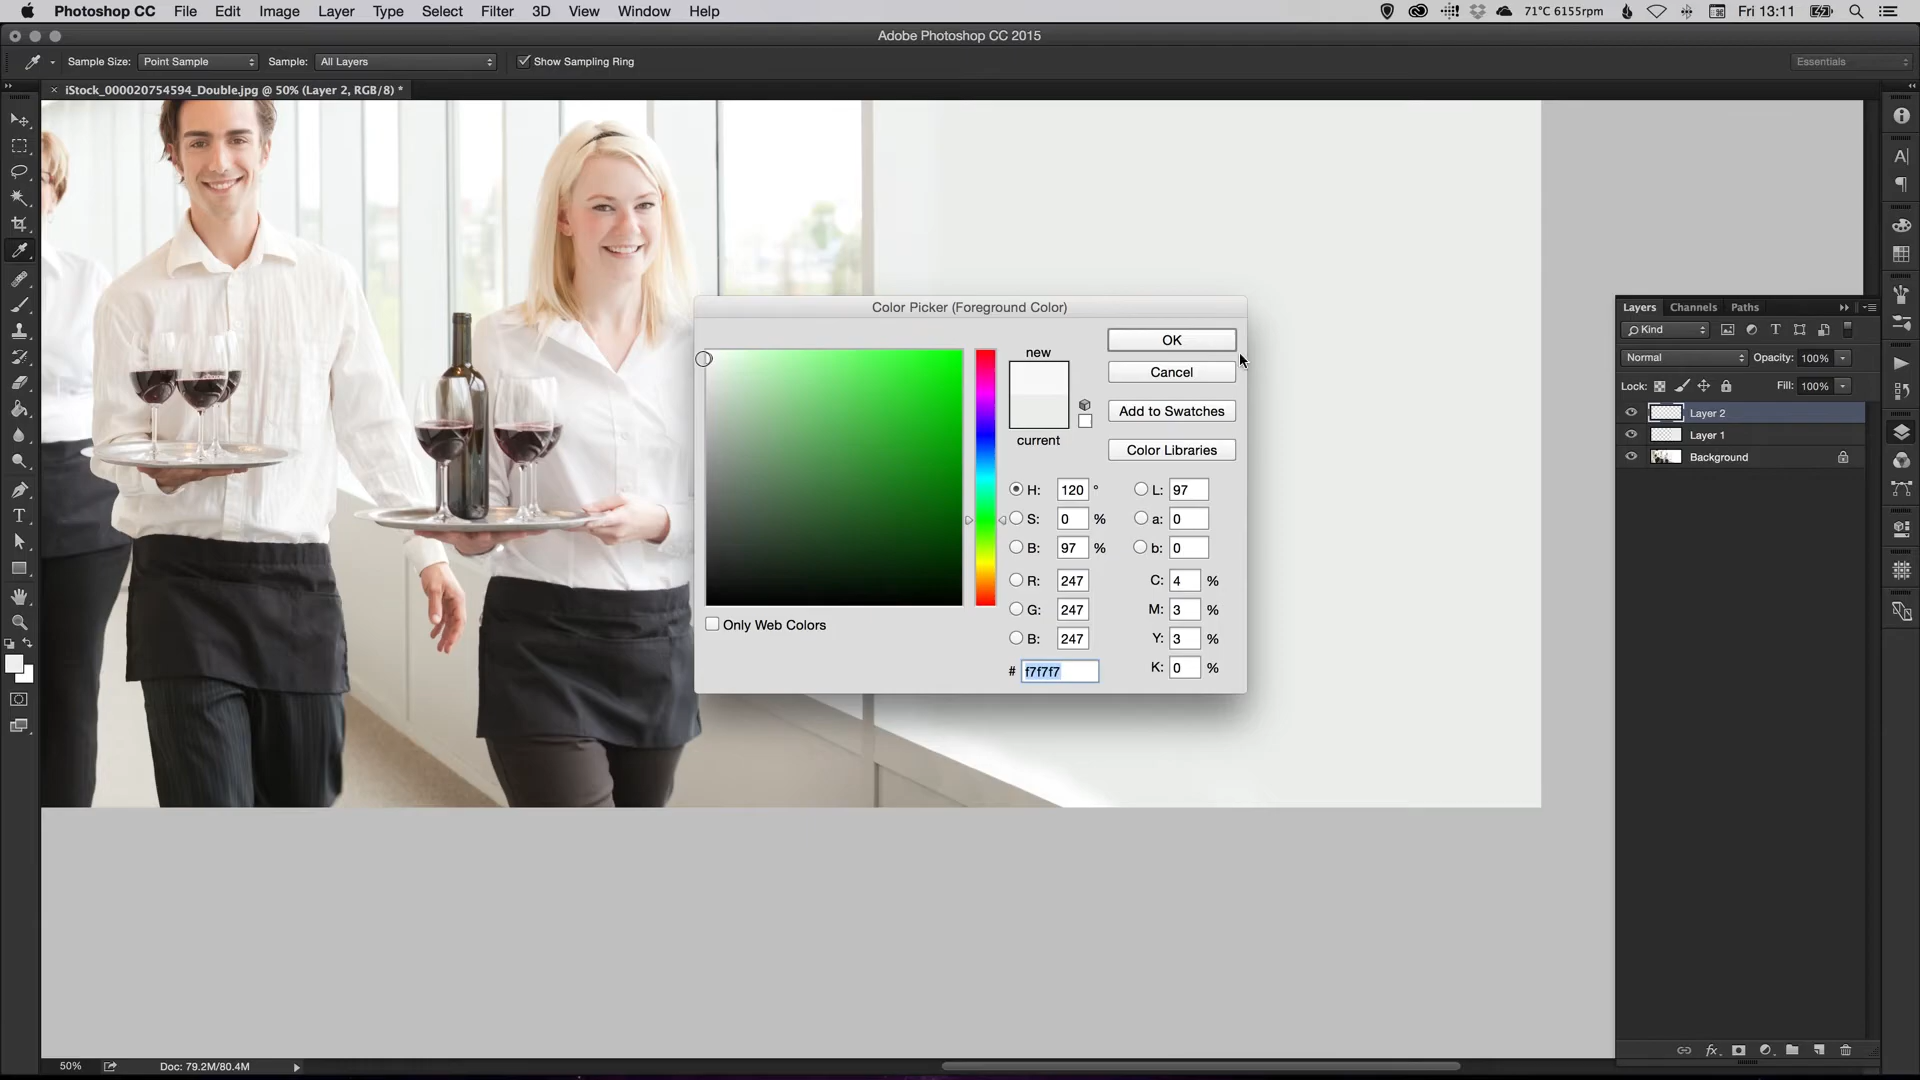 Photoshop CC File Edit Image Layer Type Select Filter 3D View Window Help 71°C 6155rpm Fri 13:11
Adobe Photoshop CC 2015
Sample Size: Point Sample Sample: All Layers Show Sampling Ring Essentials
iStock_000020754594_Double.jpg @ 50% (Layer 2, RGB/8) *
Color Picker (Foreground Color)
new
current
OK
Cancel
Add to Swatches
Color Libraries
H: 120 ° L: 97
S: 0 % a: 0
B: 97 % b: 0
R: 247 C: 4 %
G: 247 M: 3 %
B: 247 Y: 3 %
# f7f7f7 K: 0 %
Only Web Colors
Layers Channels Paths
Kind
Normal Opacity: 100%
Lock: Fill: 100%
Layer 2
Layer 1
Background
50% Doc: 79.2M/80.4M